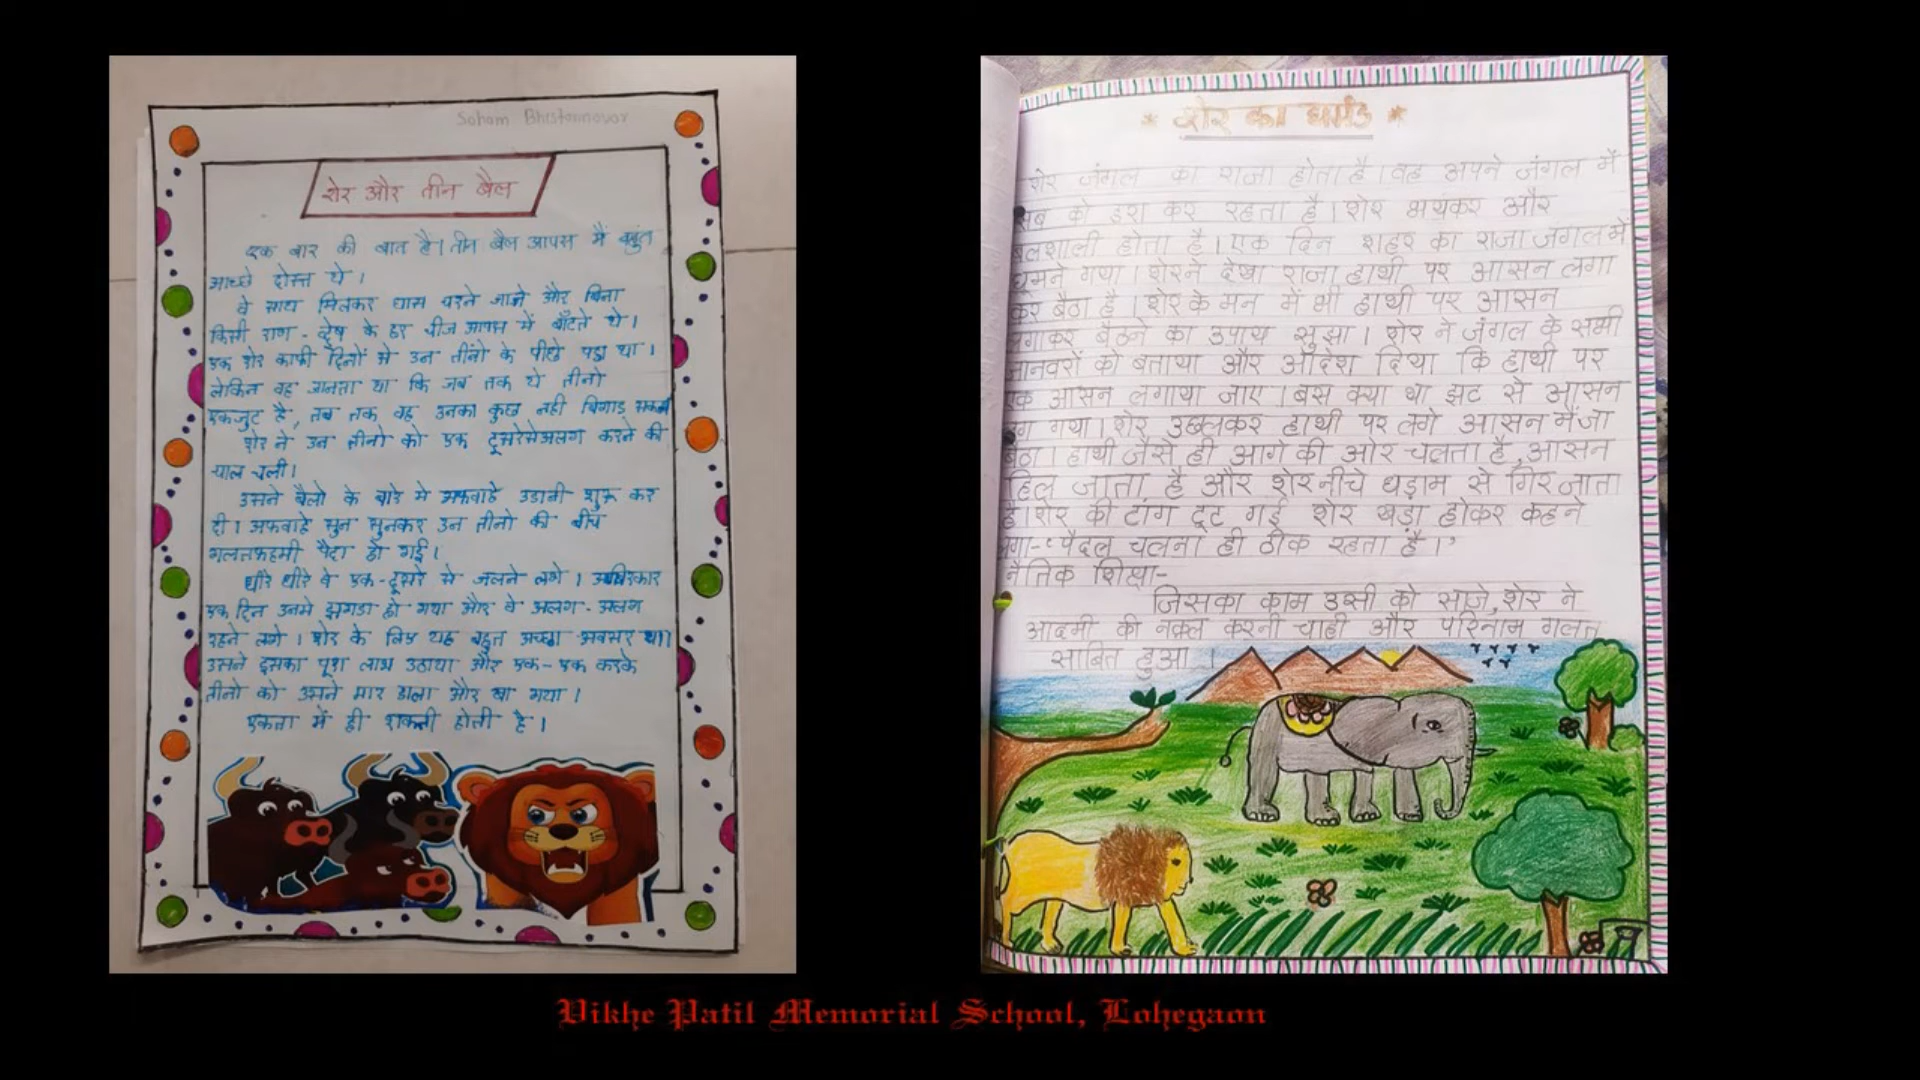 Soham Bhistannavar
शेर और तीन बैल
एक बार की बात है। तीन बैल आपस मैं बहुंत
अच्छे दोस्त थे ।
वे साथ मिलकर घास चरने जाते और बिना
किसी राग - द्वेष के हर चीज आपस में बाँटते थे ।
एक शेर काफी दिनों से उन तींनो के पीछे पड़ा था ।
लेकिन वह जानता था कि जब तक ये तीनो
एकजुट है, तब तक वह उनका कुछ नही बिगाड़ सकता
शेर ने उन तीनो को एक दूसरेसेअलग करने की
चाल चली।
उसने बैलो के बारे मे अफवाहे उडानी शुरू कर
दी । अफवाहे सुन सुनकर उन तीनो की बीच
गलतफहमी पैदा हो गई ।
धीरे धीरे वे एक-दूसरे से जलने लगे । आखिरकार
एक दिन उनमे झगडा हो गया और वे अलग-अलग
रहने लगे । शेर के लिए यह बहुत अच्छा अवसर था।
उसने इसका पूरा लाभ उठाया और एक-एक करके
तीनो को उसने मार डाला और खा गया ।
एकता में ही शक्ती होती है ।
* शेर का घमंड *
शेर जंगल का राजा होता है । वह अपने जंगल में
सब को डरा कर रहता है । शेर भयंकर और
बलशाली होता है । एक दिन शहर का राजा जंगल में
घूमने गया । शेरने देखा राजा हाथी पर आसन लगा
कर बैठा है । शेर के मन में भी हाथी पर आसन
लगाकर बैठने का उपाय सुझा । शेर ने जंगल के सभी
जानवरों को बताया और आदेश दिया कि हाथी पर
एक आसन लगाया जाए । बस क्या था झट से आसन
लग गया। शेर उछलकर हाथी पर लगे आसन में जा
बैठा । हाथी जैसे ही आगे की ओर चलता है, आसन
हिल जाता है और शेर नीचे धड़ाम से गिर जाता
है। शेर की टांग टूट गई शेर खड़ा होकर कहने
लगा-'पैदल चलना ही ठीक रहता है ।'
नैतिक शिक्षा-
जिसका काम उसी को साजे, शेर ने
आदमी की नक़ल करनी चाही और परिनाम गलत
साबित हुआ ।
Vikhe Patil Memorial School, Lohegaon